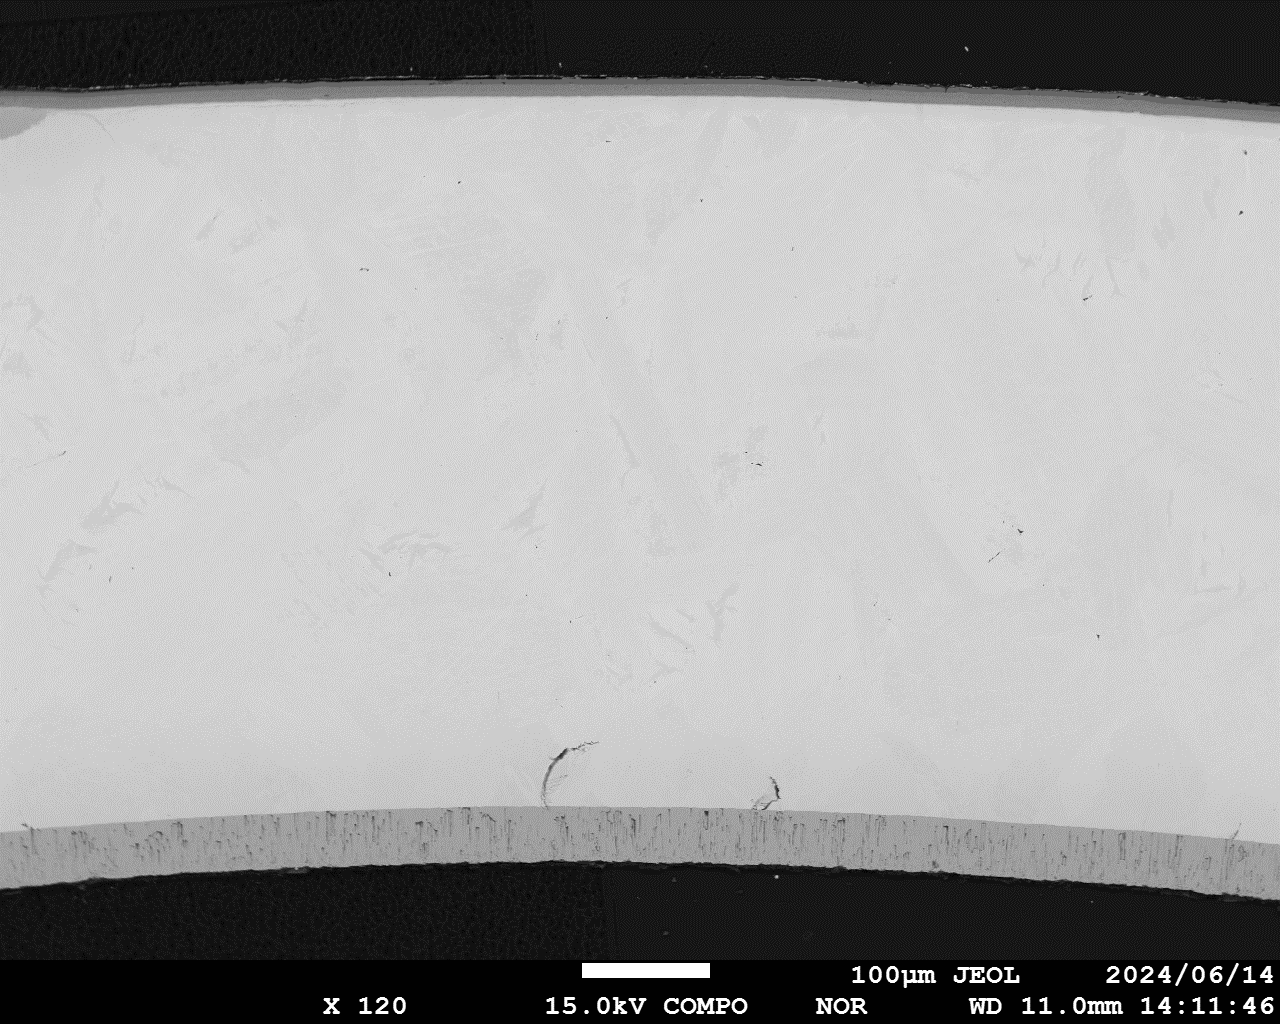 100µm JEOL 2024/06/14
X 120 15.0kV COMPO NOR WD 11.0mm 14:11:46